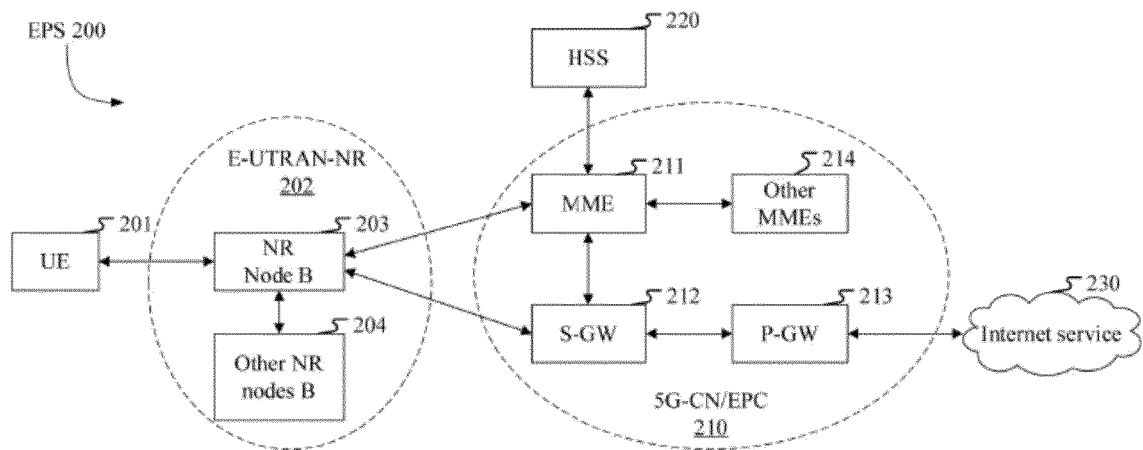 EPS 200
220
HSS
E-UTRAN-NR
202
211
MME
214
Other
MMEs
201
UE
203
NR
Node B
204
Other NR
nodes B
212
S-GW
213
P-GW
230
Internet service
5G-CN/EPC
210